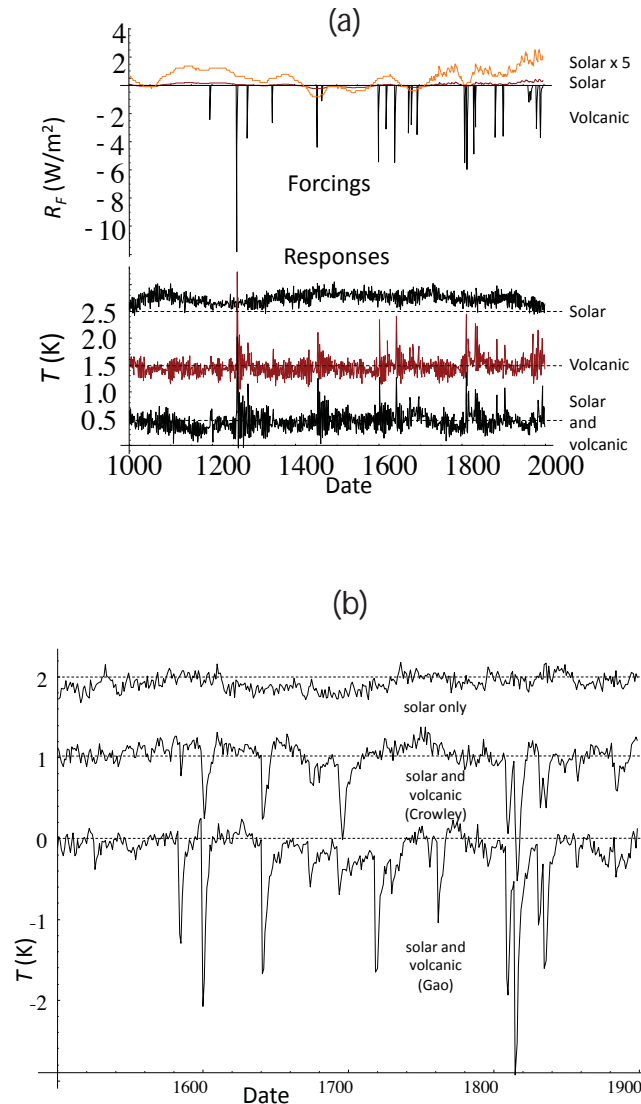 (a)
4
2
-2
-4
-6
-8
-10
R_F (W/m²)
Solar x 5
Solar
Volcanic
Forcings
Responses
2.5
2.0
1.5
1.0
0.5
T (K)
Solar
Volcanic
Solar
and
volcanic
1000 1200 1400 1600 1800 2000
Date
(b)
2
1
0
-1
-2
T (K)
solar only
solar and
volcanic
(Crowley)
solar and
volcanic
(Gao)
1600 1700 1800 1900
Date